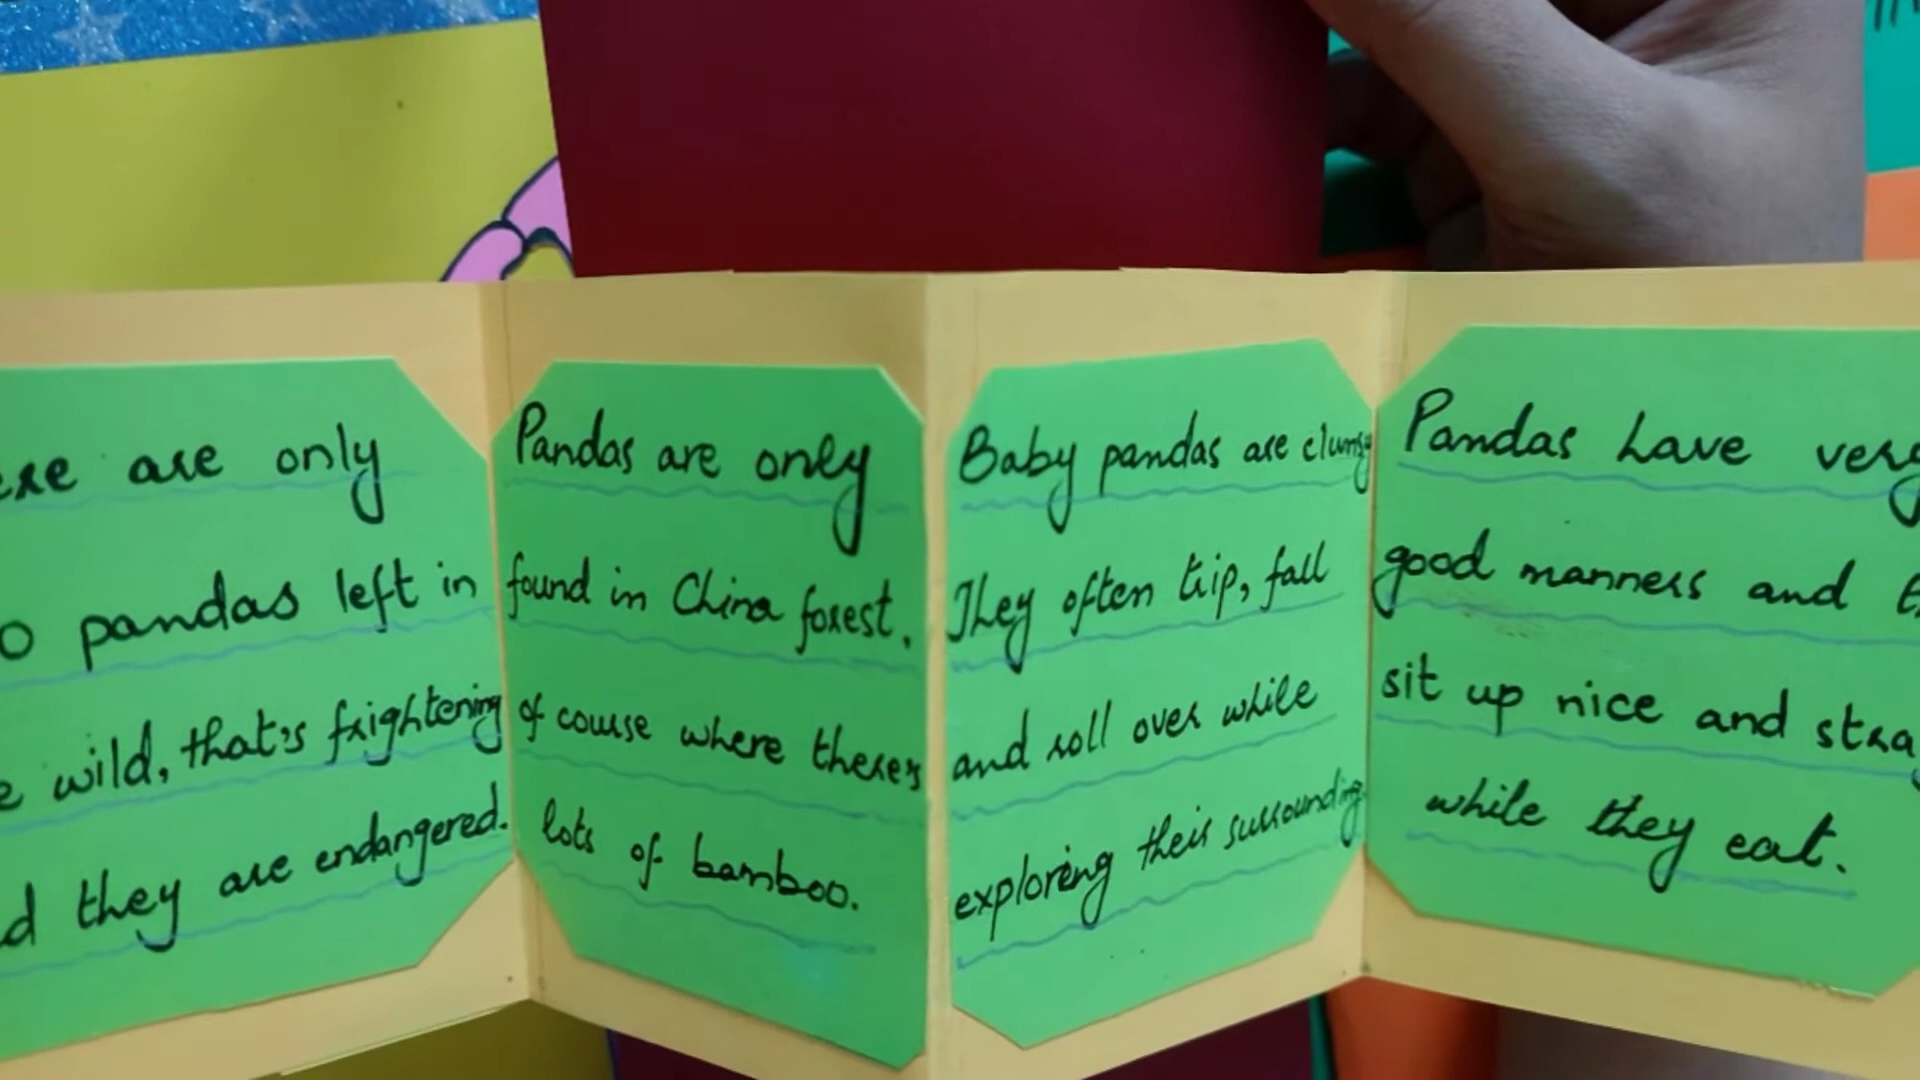 are only
pandas left in
wild, that's frightening
they are endangered.
Pandas are only
found in China forest.
of course where there's
lots of bamboo.
Baby pandas are clumsy
They often trip, fall
and roll over while
exploring their surrounding
Pandas have very
good manners and
sit up nice and
while they eat.